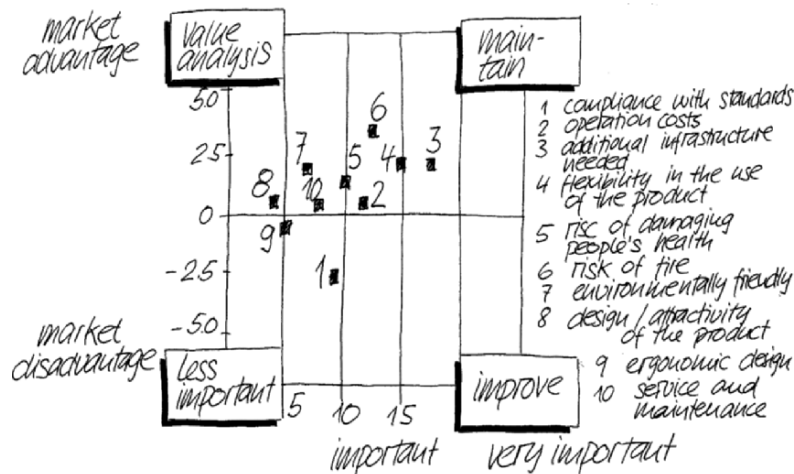 market
advantage
value
analysis
main-
tain
50
25
0
-2.5
-5.0
6
7
5
4
3
8
10
2
9
1
1 compliance with standards
2 operation costs
3 additional infrastructure
needed
4 flexibility in the use
of the product
5 risc of damaging
people's health
6 risk of fire
7 environmentally friendly
8 design/attractivity
of the product
9 ergonomic design
10 service and
maintenance
market
disadvantage
less
important
improve
5
10
15
important
very important